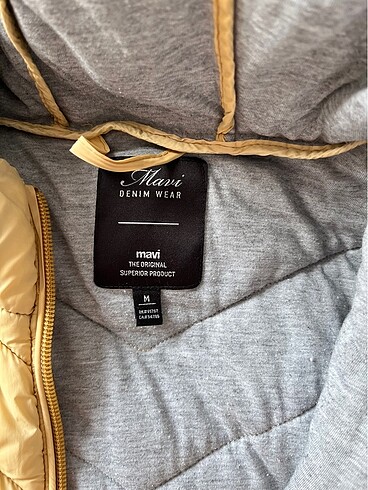 Mavi
DENIM WEAR
mavi
THE ORIGINAL
SUPERIOR PRODUCT
M